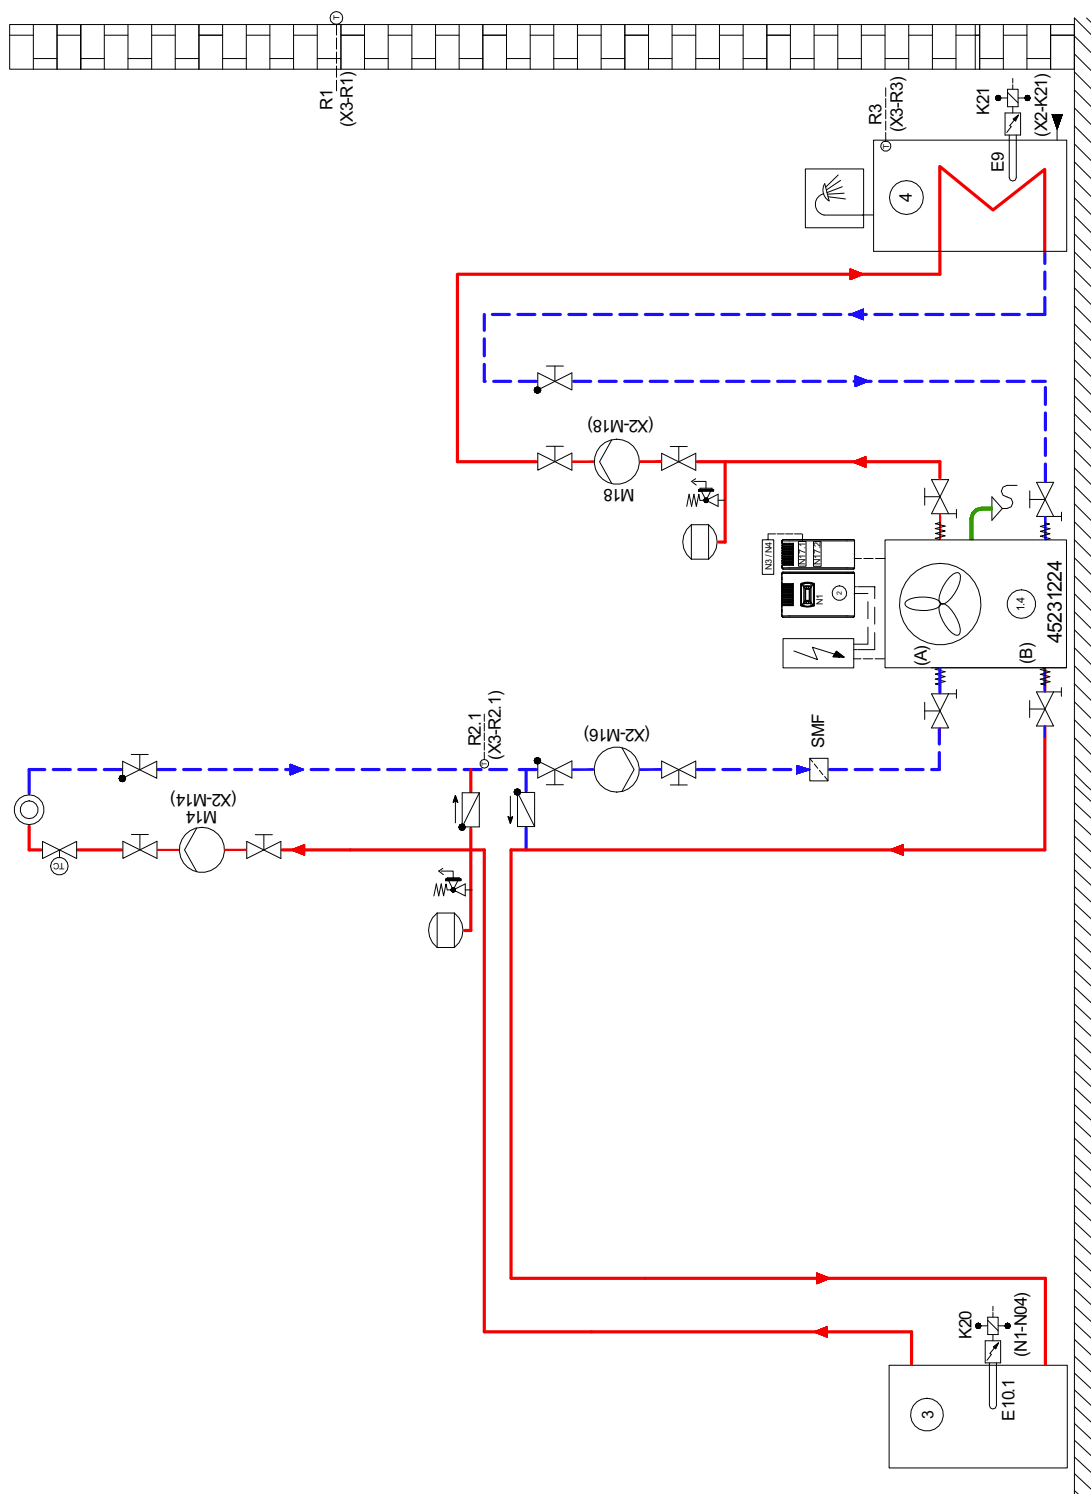 R1
(X3-R1)
R3
(X3-R3)
K21
(X2-K21)
E9
4
M18
(X2-M18)
N3 / N4
N17.1
N17.2
N1
2
(A)
(B)
1.4
45231224
R2.1
(X3-R2.1)
(X2-M16)
SMF
M14
(X2-M14)
TC
T
T
T
K20
(N1-N04)
E10.1
3